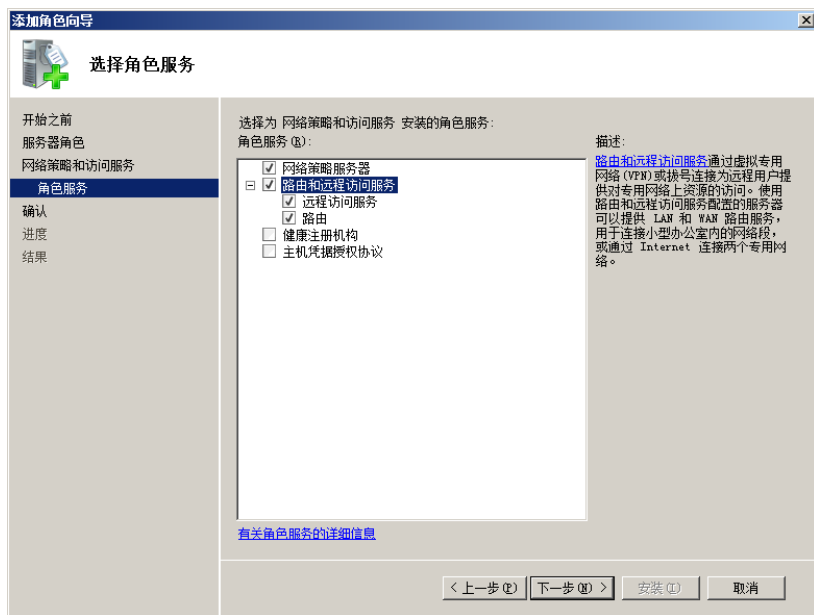 添加角色向导
选择角色服务
开始之前
服务器角色
网络策略和访问服务
角色服务
确认
进度
结果
选择为 网络策略和访问服务 安装的角色服务:
角色服务(R):
网络策略服务器
路由和远程访问服务
远程访问服务
路由
健康注册机构
主机凭据授权协议
有关角色服务的详细信息
描述:
路由和远程访问服务通过虚拟专用
网络(VPN)或拨号连接为远程用户提
供对专用网络上资源的访问。使用
路由和远程访问服务配置的服务器
可以提供 LAN 和 WAN 路由服务，
用于连接小型办公室内的网络段，
或通过 Internet 连接两个专用网
络。
< 上一步(P) 下一步(N) > 安装(I) 取消